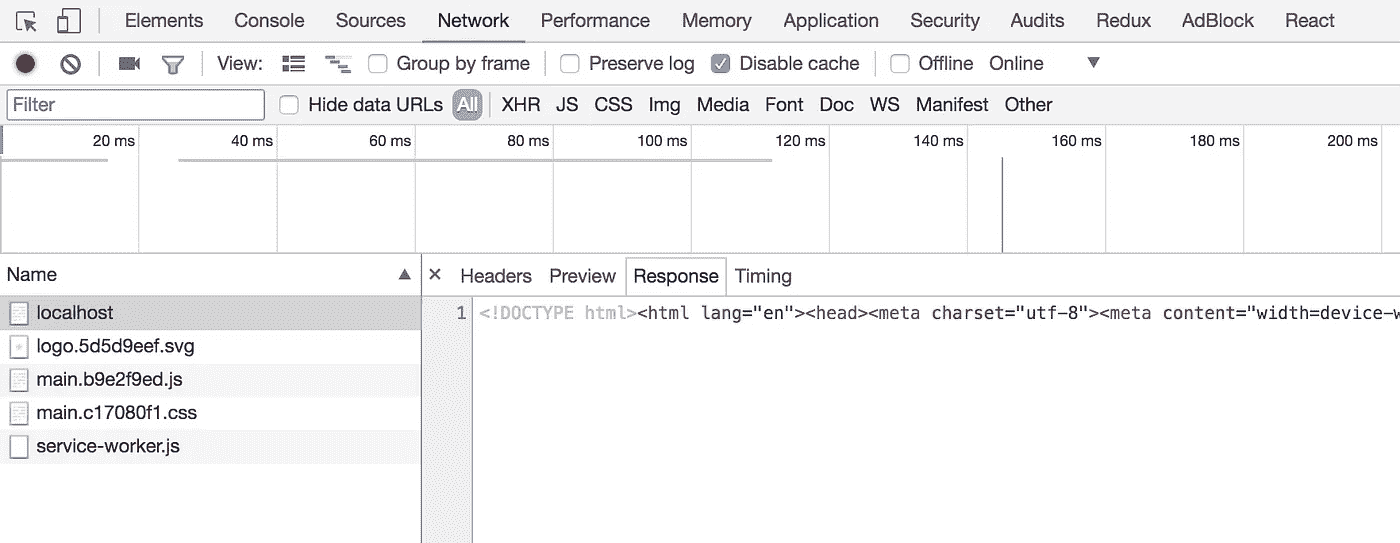 Elements Console Sources Network Performance Memory Application Security Audits Redux AdBlock React
View: Group by frame Preserve log Disable cache Offline Online
Filter Hide data URLs All XHR JS CSS Img Media Font Doc WS Manifest Other
20 ms 40 ms 60 ms 80 ms 100 ms 120 ms 140 ms 160 ms 180 ms 200 ms
Name
localhost
logo.5d5d9eef.svg
main.b9e2f9ed.js
main.c17080f1.css
service-worker.js
× Headers Preview Response Timing
1 <!DOCTYPE html><html lang="en"><head><meta charset="utf-8"><meta content="width=device-w